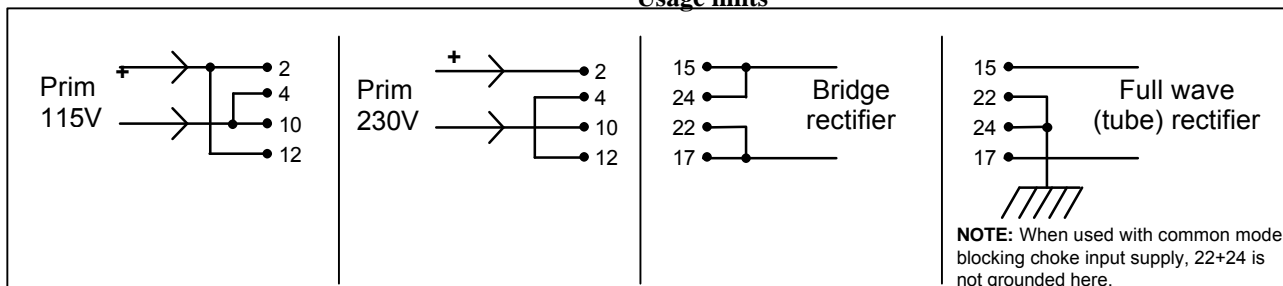 Usage hints
Prim
115V
+
2
4
10
12
Prim
230V
+
2
4
10
12
15
24
22
17
Bridge
rectifier
15
22
24
17
Full wave
(tube) rectifier
NOTE: When used with common mode
blocking choke input supply, 22+24 is
not grounded here.